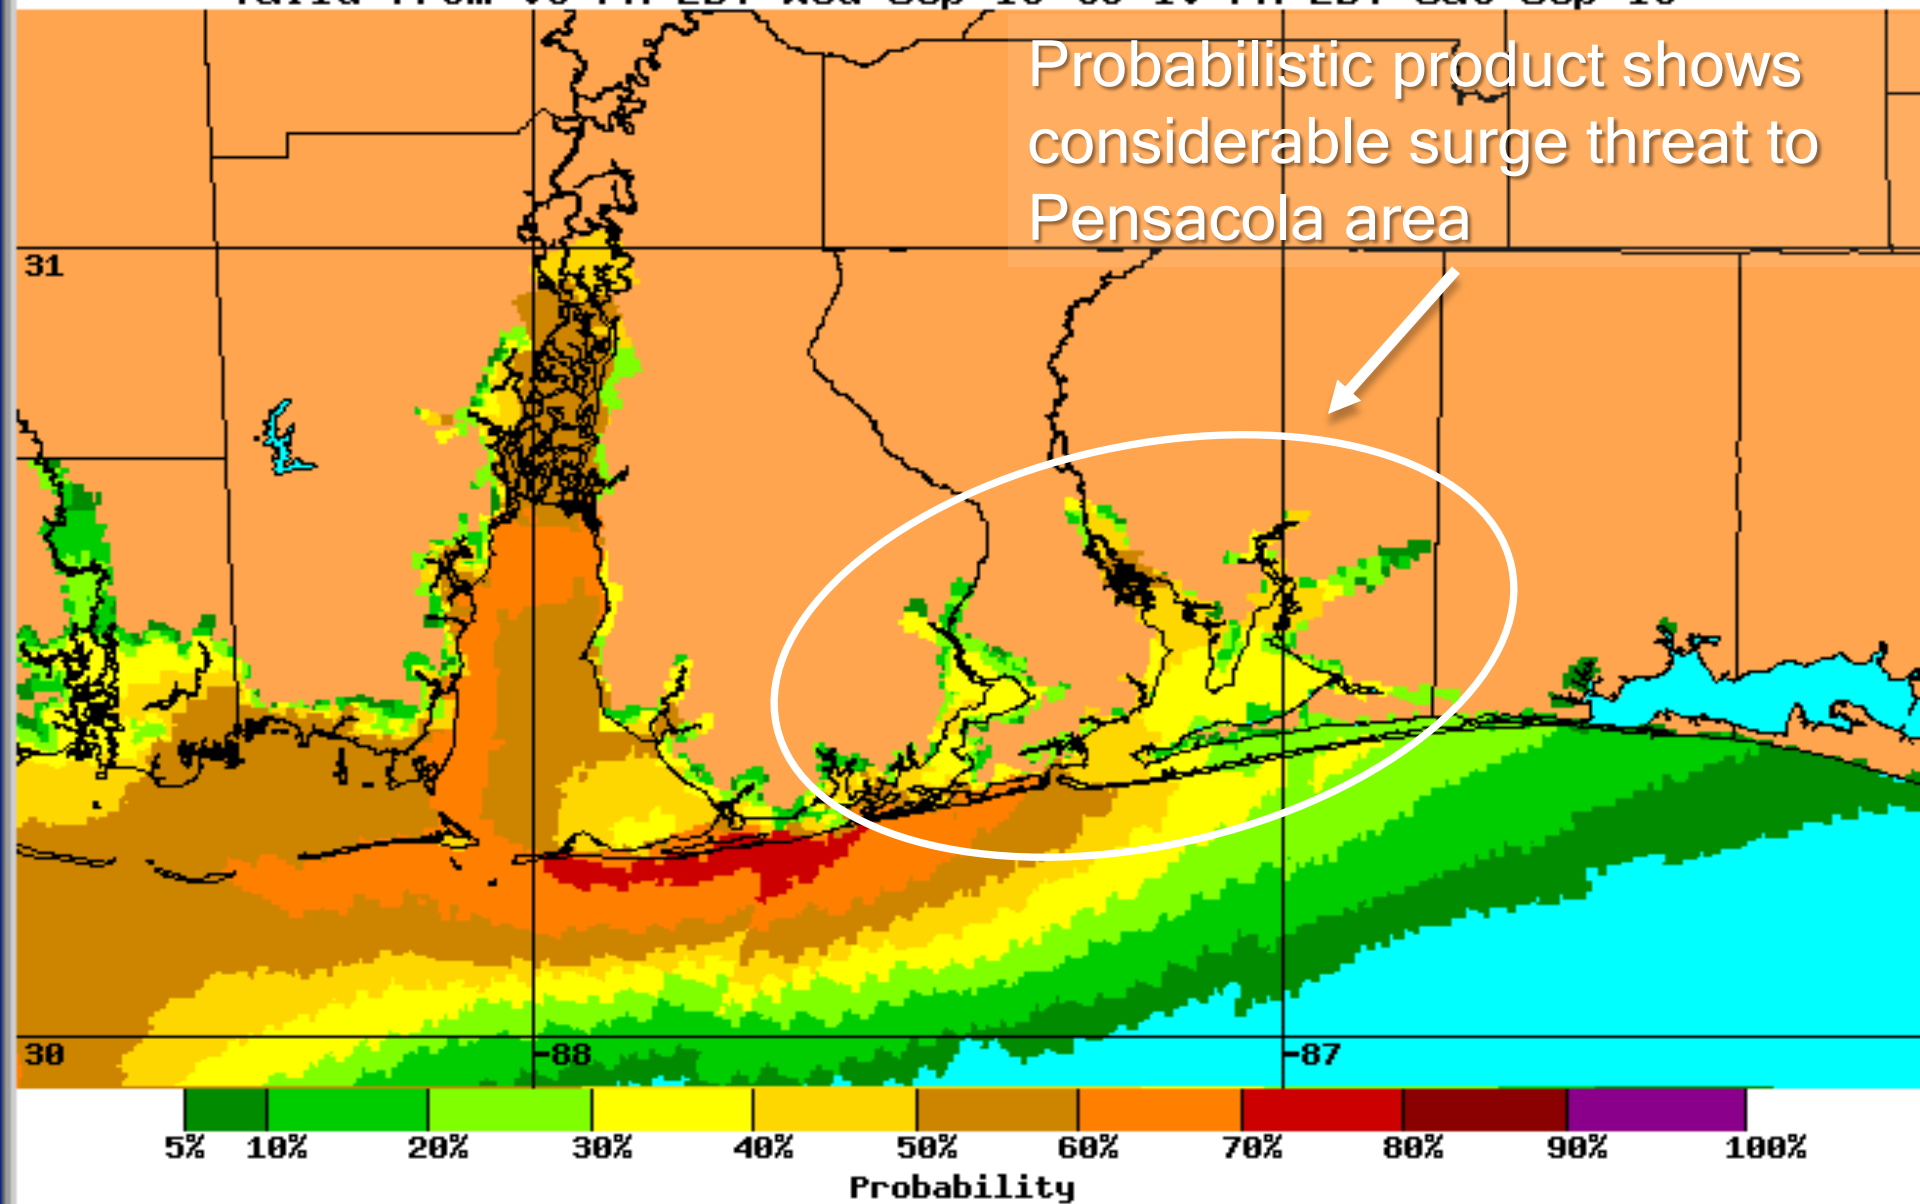 Probabilistic product shows
considerable surge threat to
Pensacola area
31
30
-88
-87
5% 10% 20% 30% 40% 50% 60% 70% 80% 90% 100%
Probability